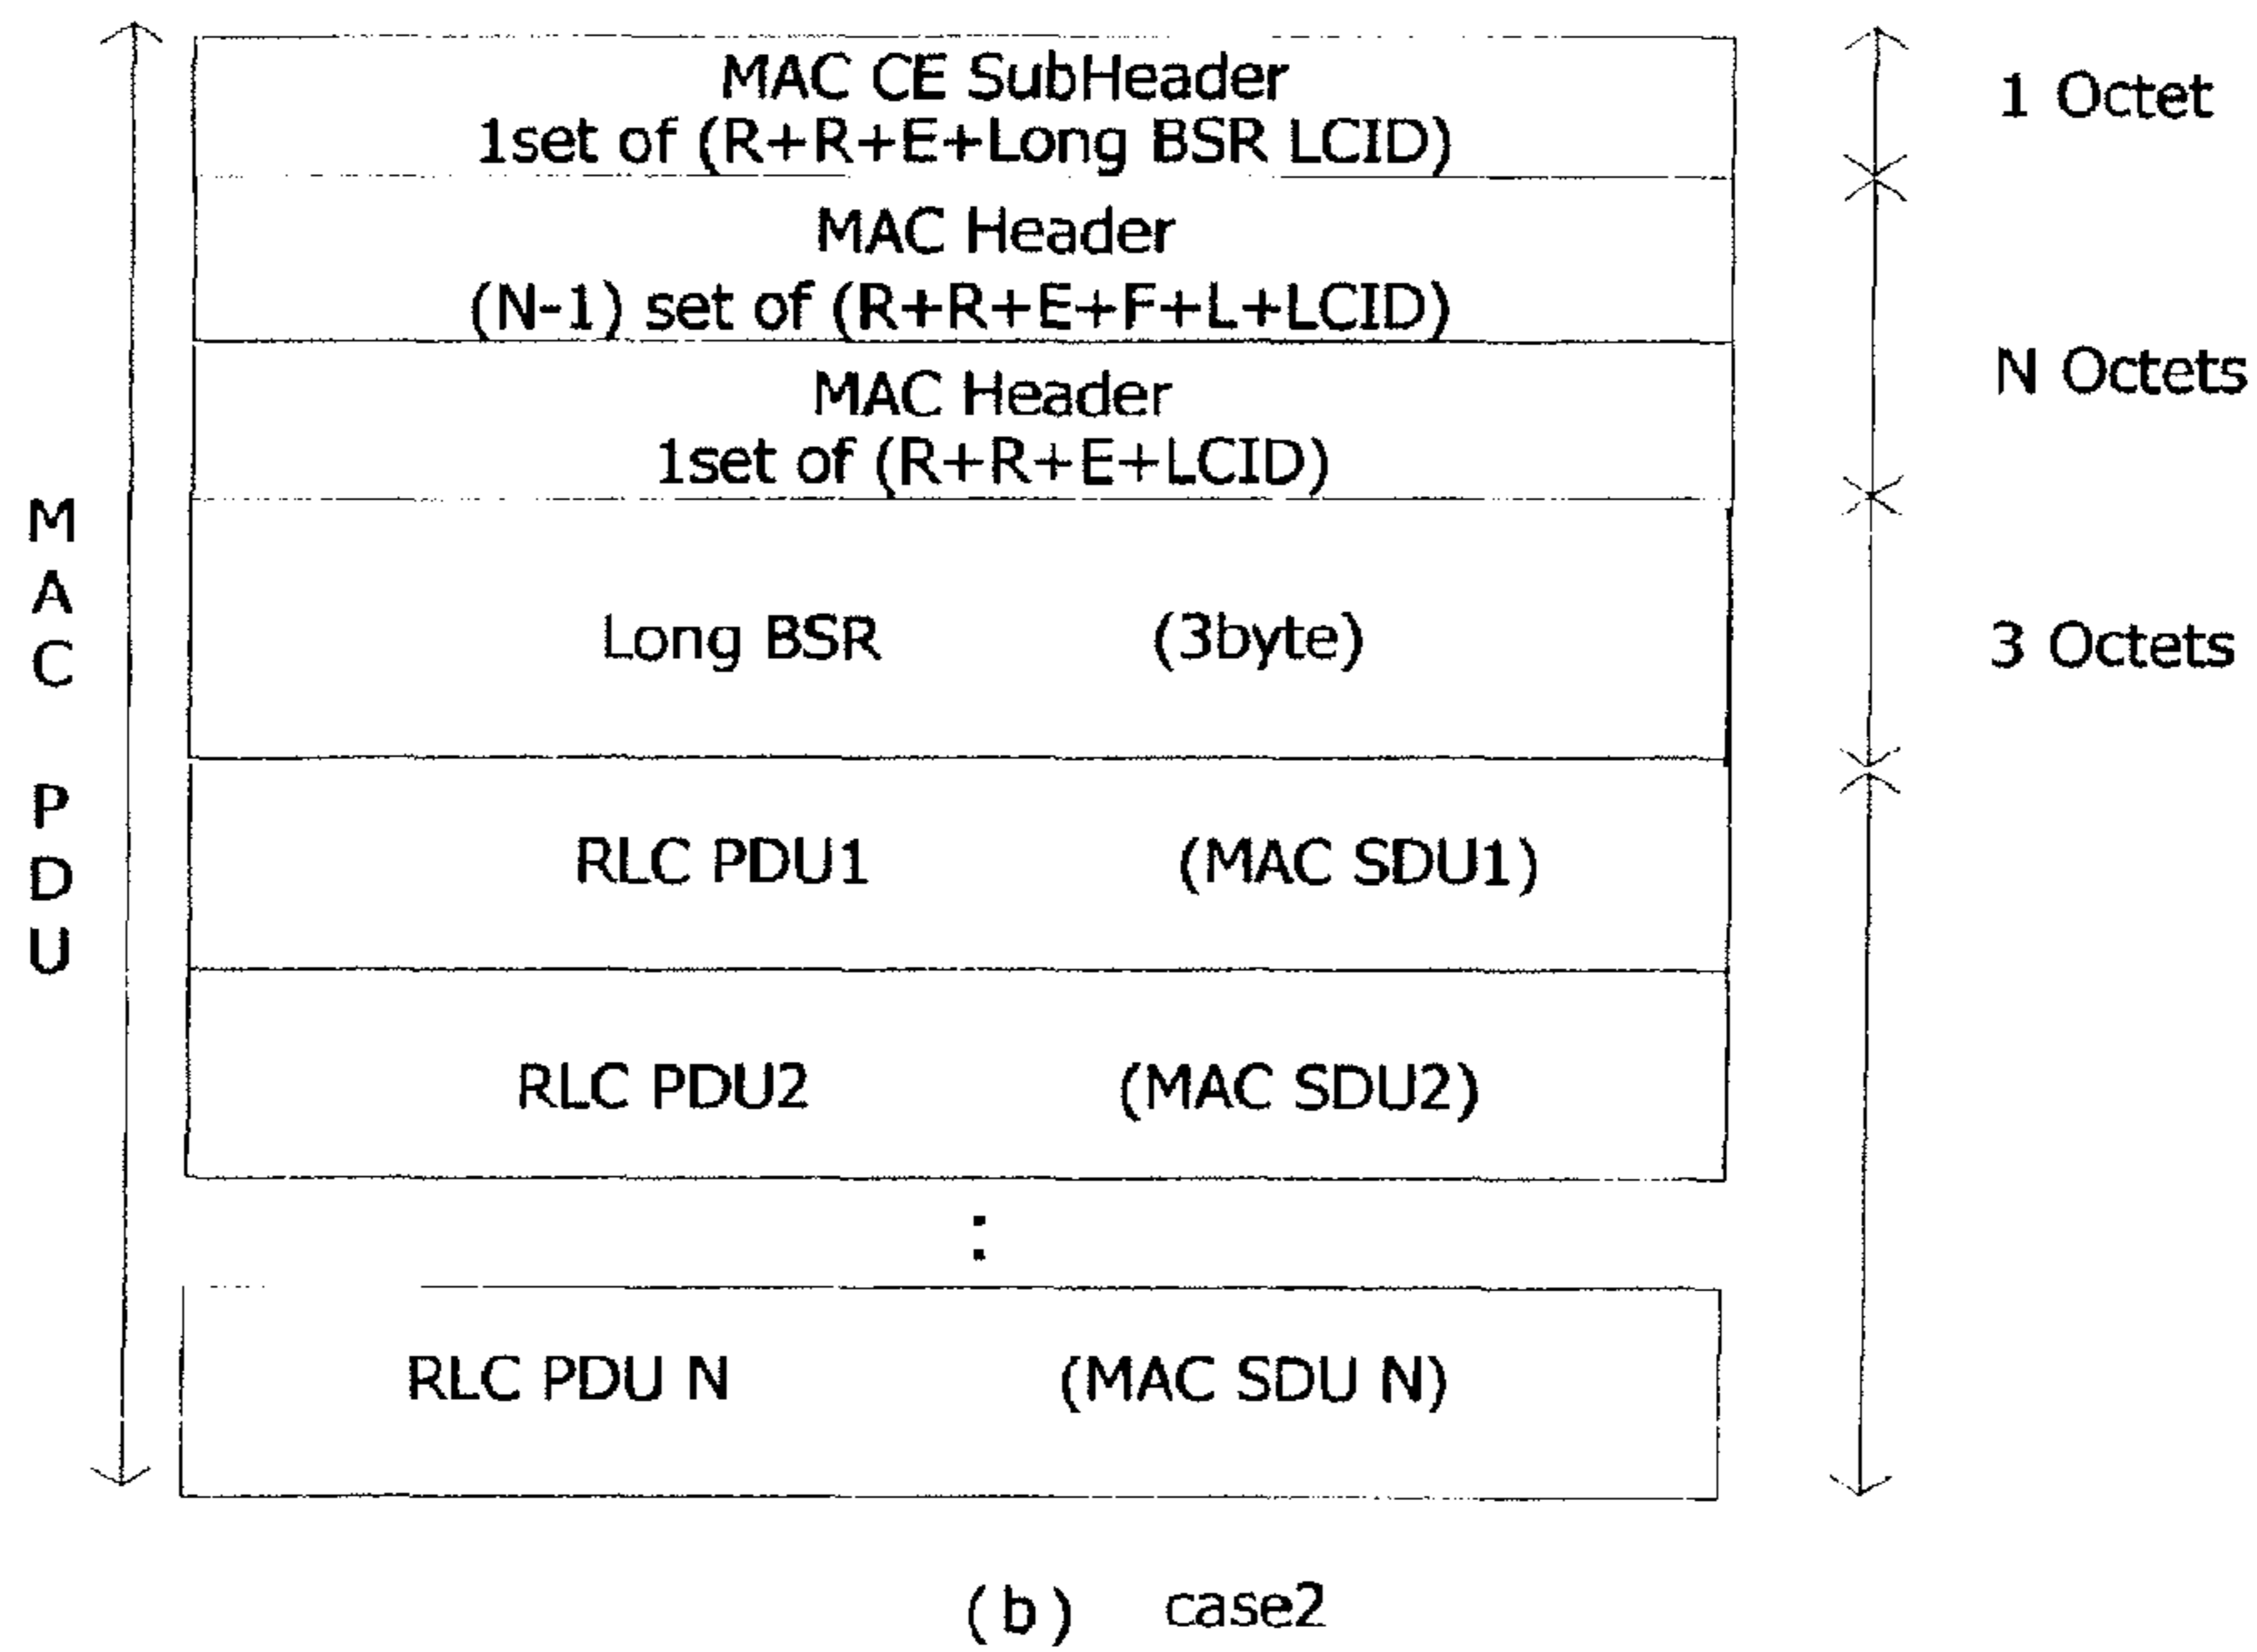 MAC CE SubHeader
1set of (R+R+E+Long BSR LCID)
1 Octet
MAC Header
(N-1) set of (R+R+E+F+L+LCID)
MAC Header
1set of (R+R+E+LCID)
N Octets
MAC PDU
Long BSR (3byte)
3 Octets
RLC PDU1 (MAC SDU1)
RLC PDU2 (MAC SDU2)
:
RLC PDU N (MAC SDU N)
(b) case2